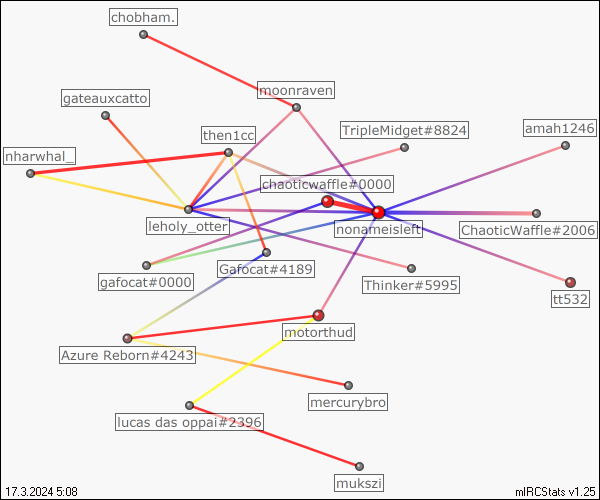 chobham.
moonraven
gateauxcatto
then1cc
TripleMidget#8824
amah1246
nharwhal_
chaoticwaffle#0000
leholy_otter
nonameisleft
ChaoticWaffle#2006
gafocat#0000
Gafocat#4189
Thinker#5995
tt532
motorthud
Azure Reborn#4243
mercurybro
lucas das oppai#2396
mukszi
17.3.2024 5:08
mIRCStats v1.25